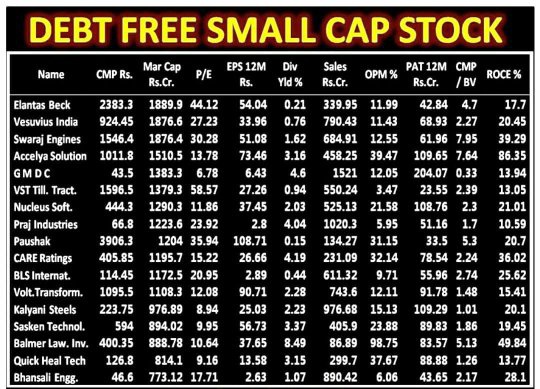 DEBT FREE SMALL CAP STOCK
Name CMP Rs. Mar Cap Rs.Cr. P/E EPS 12M Rs. Div Yld % Sales Rs.Cr. OPM % PAT 12M Rs.Cr. CMP / BV ROCE %
Elantas Beck 2383.3 1889.9 44.12 54.04 0.21 339.95 11.99 42.84 4.7 17.7
Vesuvius India 924.45 1876.6 27.23 33.96 0.76 790.43 11.43 68.93 2.27 20.45
Swaraj Engines 1546.4 1876.4 30.28 51.08 1.62 684.91 12.55 61.96 7.95 39.29
Accelya Solution 1011.8 1510.5 13.78 73.46 3.16 458.25 39.47 109.65 7.64 86.35
G M D C 43.5 1383.3 6.78 6.43 4.6 1521 12.05 204.07 0.33 13.94
VST Till. Tract. 1596.5 1379.3 58.57 27.26 0.94 550.24 3.47 23.55 2.39 13.05
Nucleus Soft. 444.3 1290.3 11.86 37.45 2.03 525.13 21.58 108.76 2.3 21.01
Praj Industries 66.8 1223.6 23.92 2.8 4.04 1020.3 5.95 51.16 1.7 10.59
Paushak 3906.3 1204 35.94 108.71 0.15 134.27 31.15 33.5 5.3 20.7
CARE Ratings 405.85 1195.7 15.22 26.66 4.19 231.09 32.14 78.54 2.24 36.02
BLS Internat. 114.45 1172.5 20.95 2.89 0.44 611.32 9.71 55.96 2.74 25.62
Volt.Transform. 1095.5 1108.3 12.08 90.71 2.28 743.6 12.11 91.78 1.48 15.41
Kalyani Steels 223.75 976.89 8.94 25.03 2.23 976.68 15.13 109.29 1.01 20.1
Sasken Technol. 594 894.02 9.95 56.73 3.37 405.9 23.88 89.83 1.86 19.45
Balmer Law. Inv. 400.35 888.78 10.64 37.65 8.49 86.89 98.75 83.57 5.13 49.84
Quick Heal Tech 126.8 814.1 9.16 13.58 3.15 299.7 37.67 88.88 1.26 13.77
Bhansali Engg. 46.6 773.12 17.71 2.63 1.07 890.42 6.06 43.65 2.17 28.1